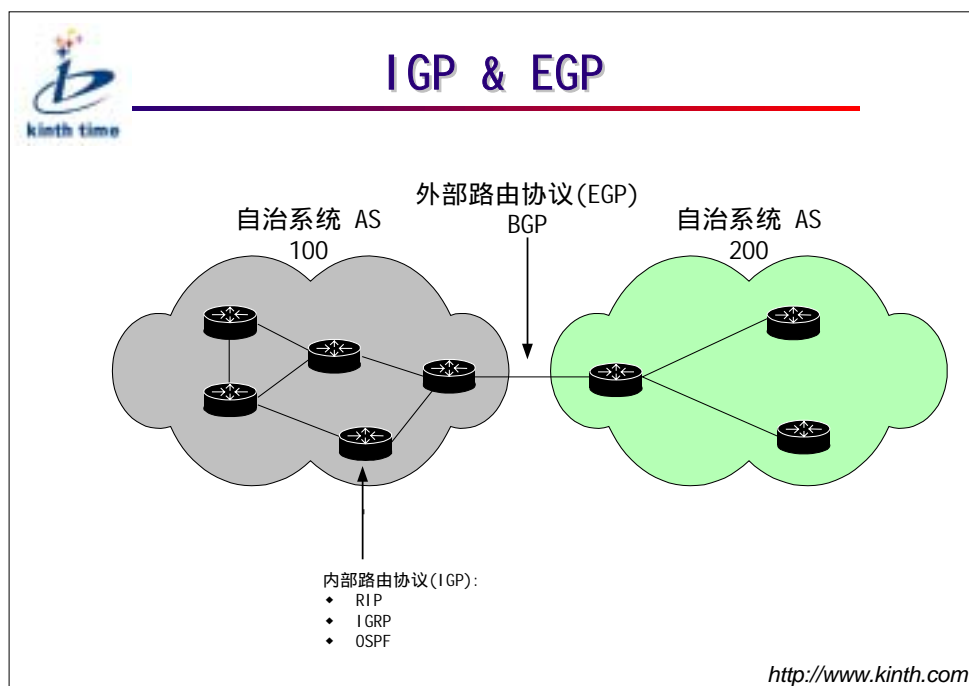 kinth time
IGP & EGP
外部路由协议(EGP)
BGP
自治系统 AS
100
自治系统 AS
200
内部路由协议(IGP):
◆ RIP
◆ IGRP
◆ OSPF
http://www.kinth.com